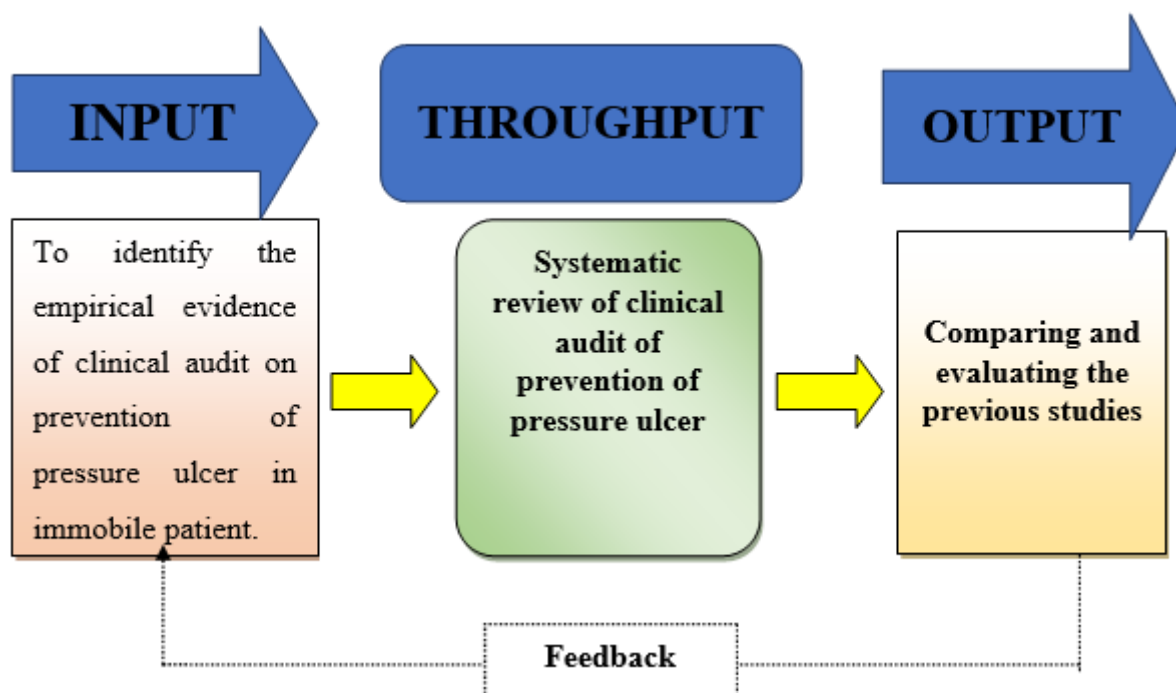 INPUT
THROUGHPUT
OUTPUT
To identify the
empirical evidence
of clinical audit on
prevention of
pressure ulcer in
immobile patient.
Systematic
review of clinical
audit of
prevention of
pressure ulcer
Comparing and
evaluating the
previous studies
Feedback